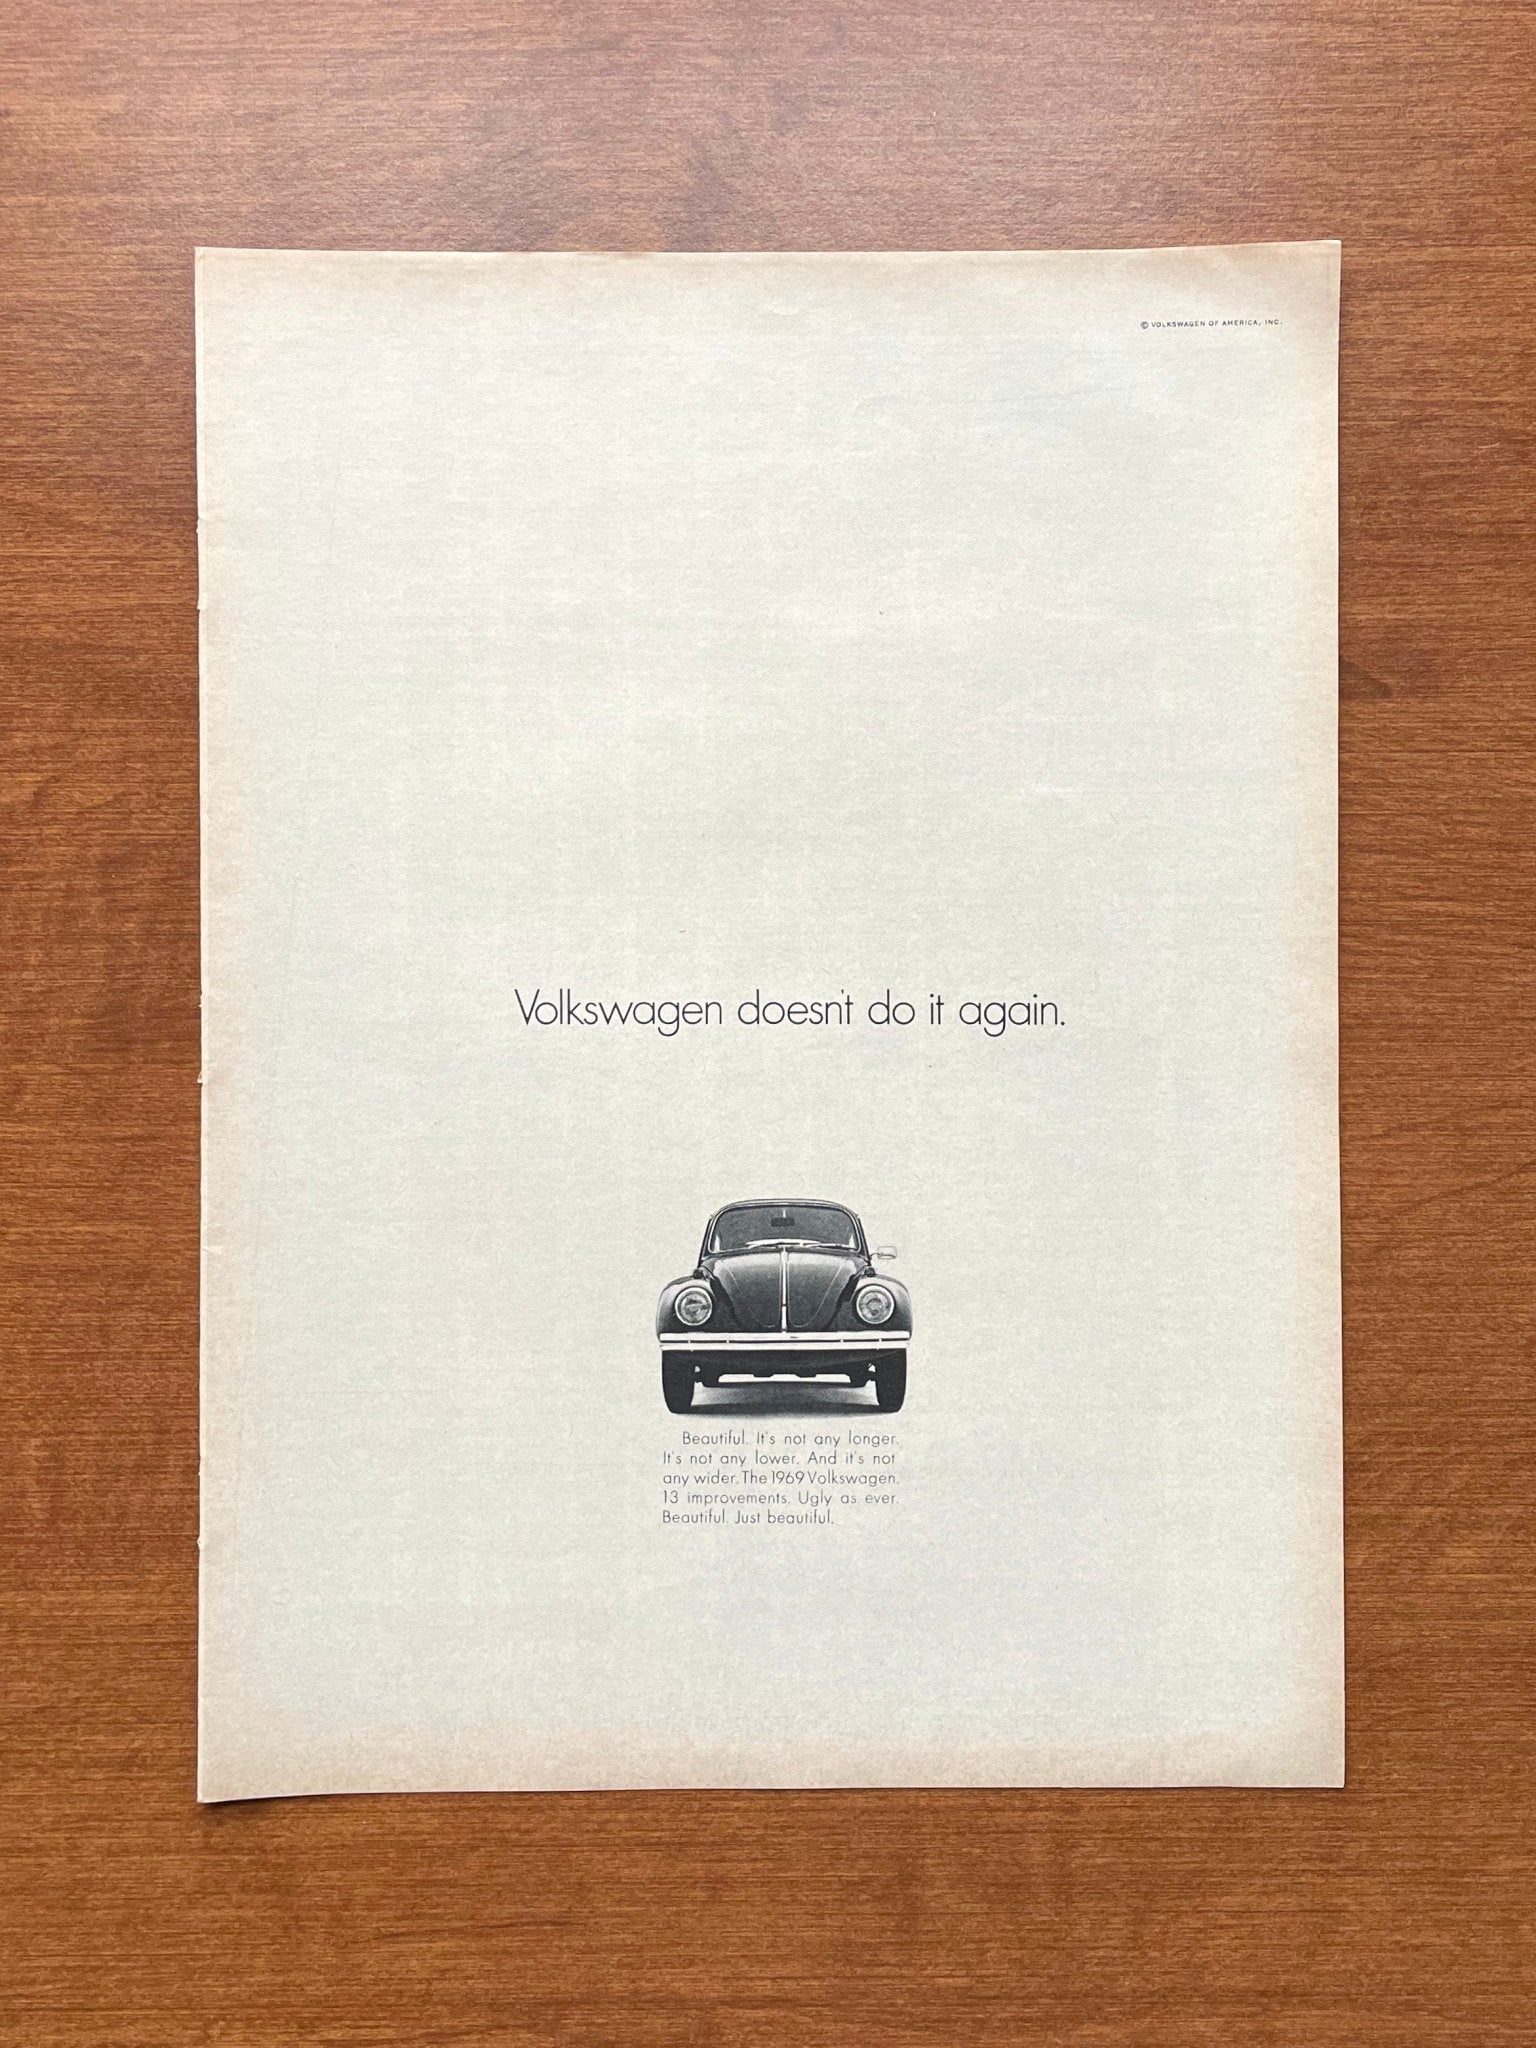 © VOLKSWAGEN OF AMERICA, INC.
Volkswagen doesn't do it again.
Beautiful. It's not any longer.
It's not any lower. And it's not
any wider. The 1969 Volkswagen.
13 improvements. Ugly as ever.
Beautiful. Just beautiful.